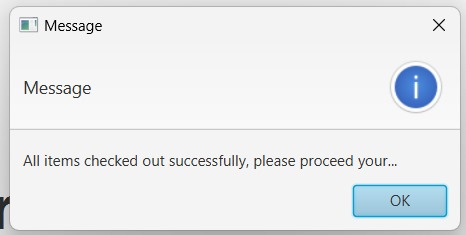 Message
Message
All items checked out successfully, please proceed your...
OK